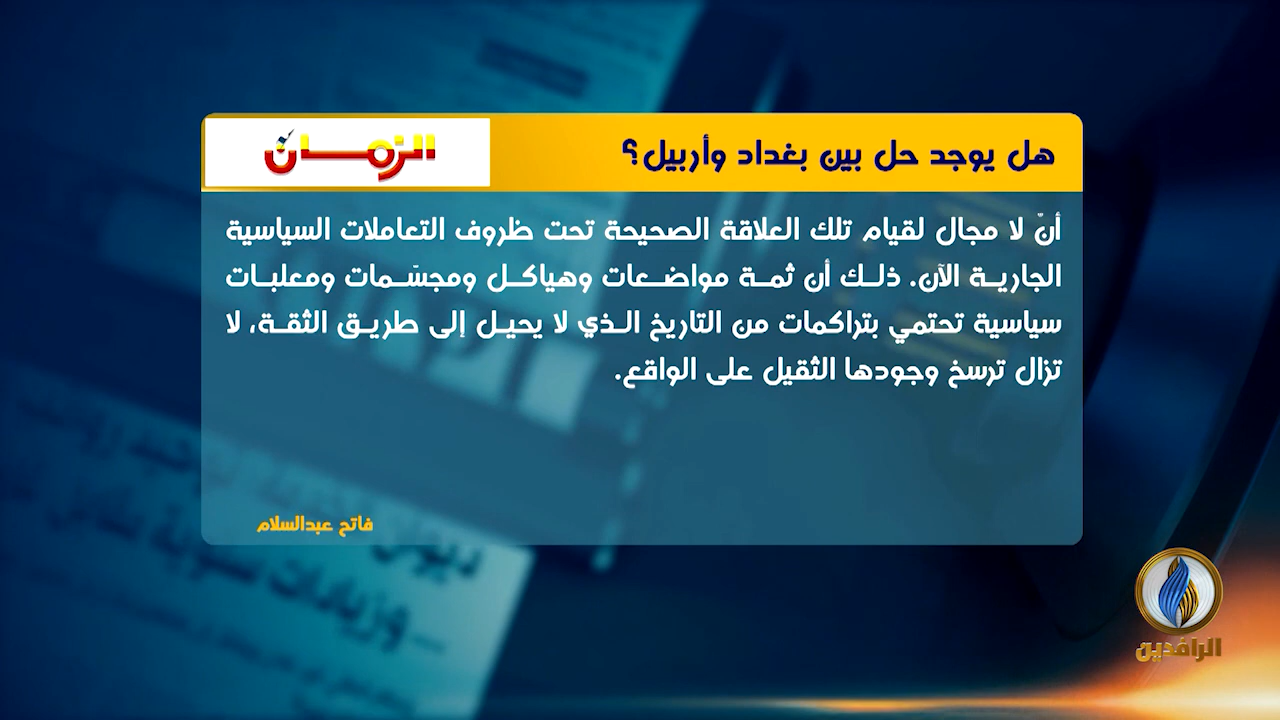 هل يوجد حل بين بغداد وأربيل؟
الزمان
أنّ لا مجال لقيام تلك العلاقة الصحيحة تحت ظروف التعاملات السياسية
الجارية الآن. ذلك أن ثمة مواضعات وهياكل ومجسّمات ومعلبات
سياسية تحتمي بتراكمات من التاريخ الذي لا يحيل إلى طريق الثقة، لا
تزال ترسخ وجودها الثقيل على الواقع.
فاتح عبدالسلام
الرافدين